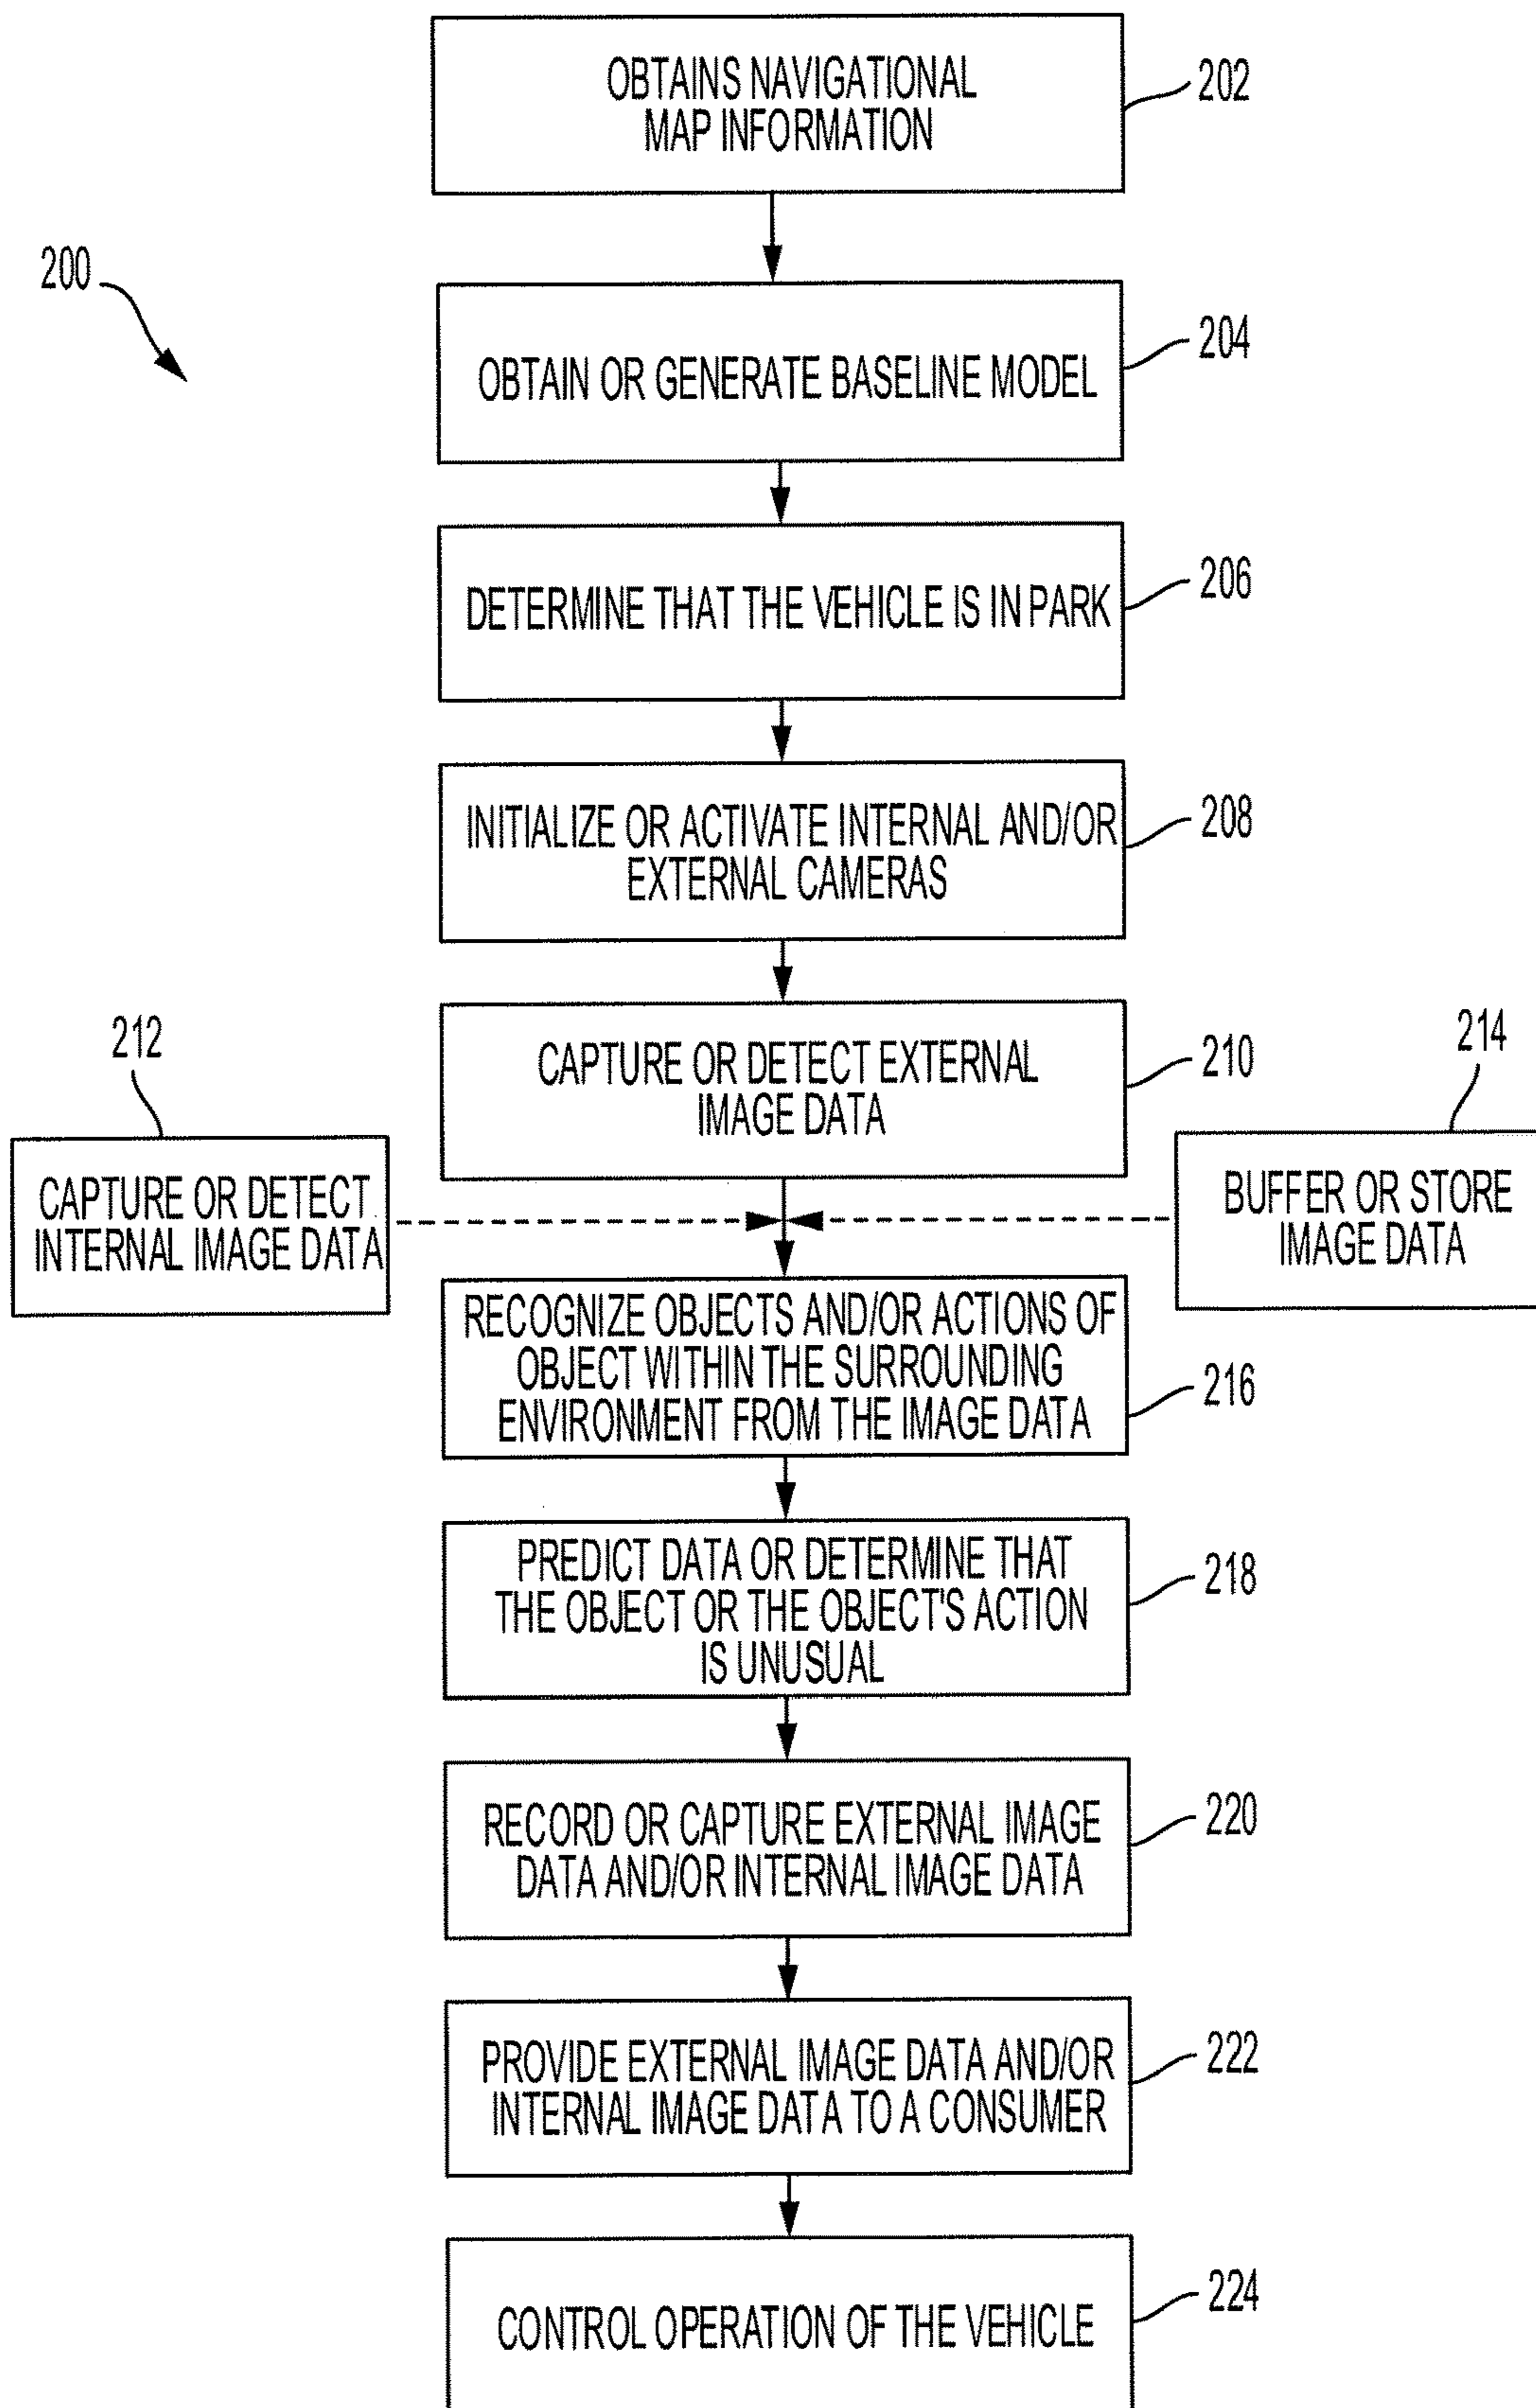 OBTAINS NAVIGATIONAL
MAP INFORMATION
202
200
OBTAIN OR GENERATE BASELINE MODEL
204
DETERMINE THAT THE VEHICLE IS IN PARK
206
INITIALIZE OR ACTIVATE INTERNAL AND/OR
EXTERNAL CAMERAS
208
CAPTURE OR DETECT EXTERNAL
IMAGE DATA
210
212
CAPTURE OR DETECT
INTERNAL IMAGE DATA
214
BUFFER OR STORE
IMAGE DATA
RECOGNIZE OBJECTS AND/OR ACTIONS OF
OBJECT WITHIN THE SURROUNDING
ENVIRONMENT FROM THE IMAGE DATA
216
PREDICT DATA OR DETERMINE THAT
THE OBJECT OR THE OBJECT'S ACTION
IS UNUSUAL
218
RECORD OR CAPTURE EXTERNAL IMAGE
DATA AND/OR INTERNAL IMAGE DATA
220
PROVIDE EXTERNAL IMAGE DATA AND/OR
INTERNAL IMAGE DATA TO A CONSUMER
222
CONTROL OPERATION OF THE VEHICLE
224